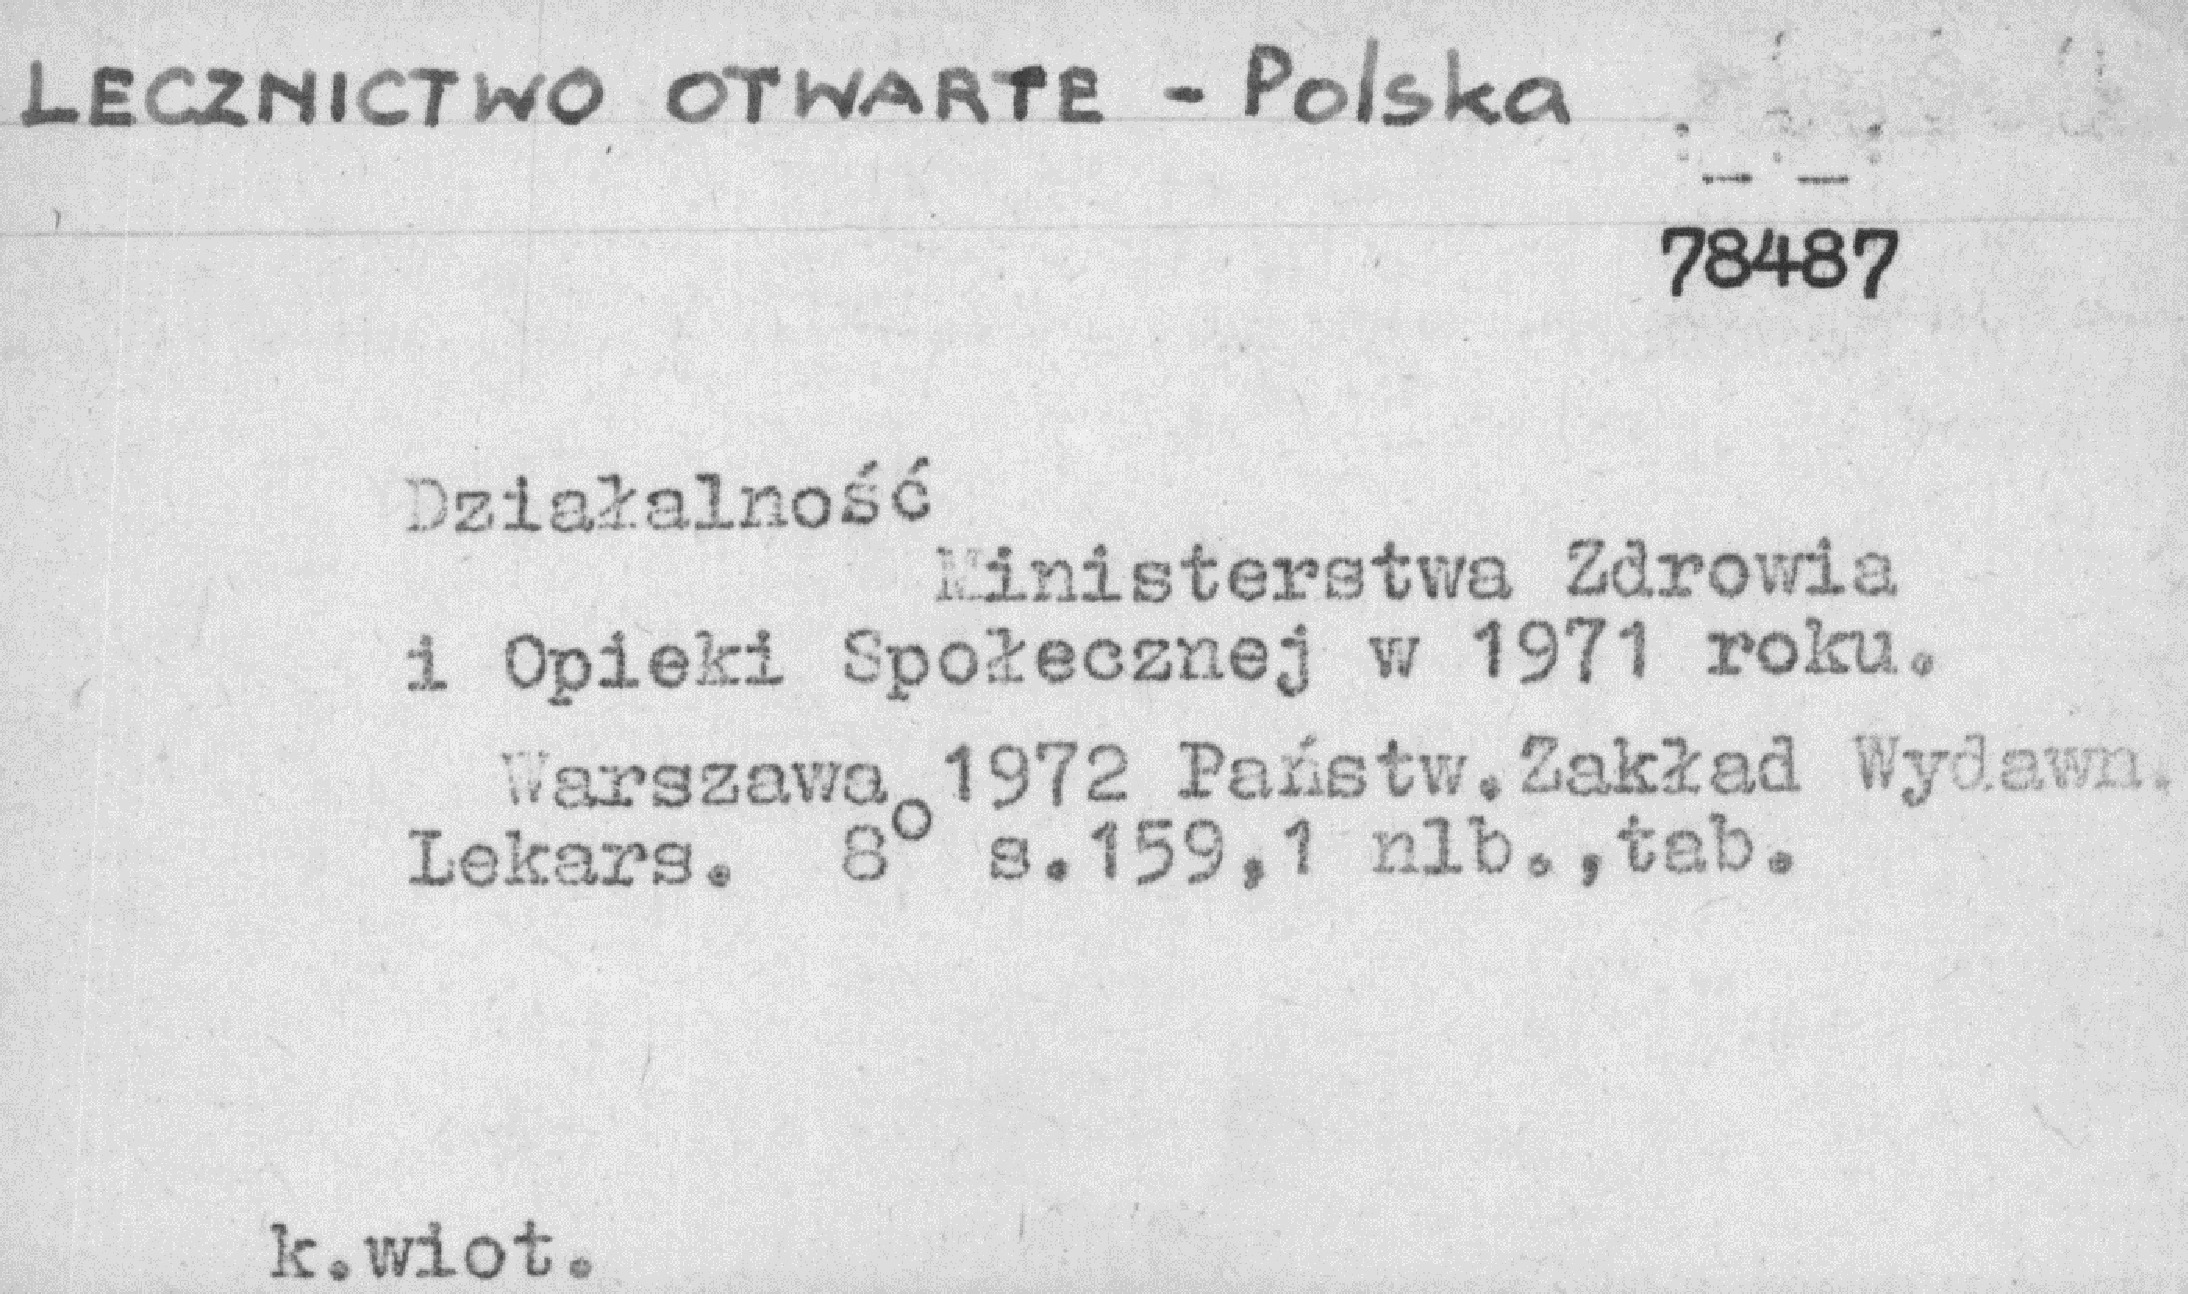 LECZNICTWO OTWARTE - Polska
78487
Działalność
Ministerstwa Zdrowia
i Opieki Społecznej w 1971 roku.
Warszawa 1972 Państw.Zakład Wydawn.
Lekars. 8° s.159,1 nlb.,tab.
k.wiot.